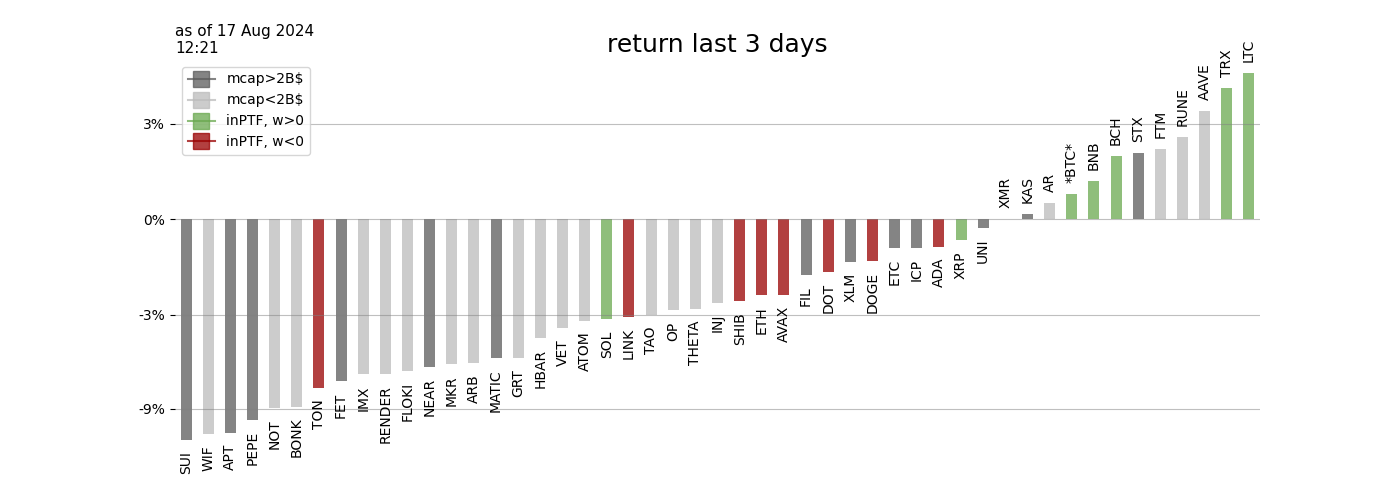 as of 17 Aug 2024
12:21
return last 3 days
mcap>2B$
mcap<2B$
inPTF, w>0
inPTF, w<0
3%
0%
-3%
-9%
SUI
WIF
APT
PEPE
NOT
BONK
TON
FET
IMX
RENDER
FLOKI
NEAR
MKR
ARB
MATIC
GRT
HBAR
VET
ATOM
SOL
LINK
TAO
OP
THETA
INJ
SHIB
ETH
AVAX
FIL
DOT
XLM
DOGE
ETC
ICP
ADA
XRP
UNI
XMR
KAS
AR
*BTC*
BNB
BCH
STX
FTM
RUNE
AAVE
TRX
LTC